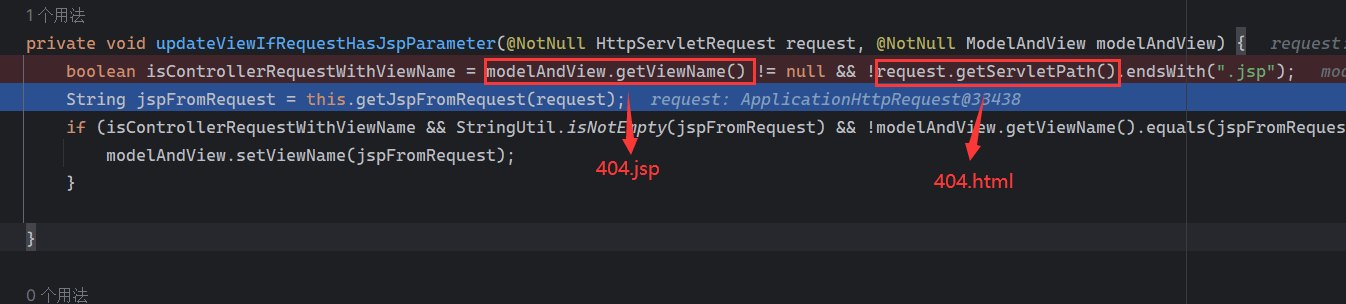 1 个用法
private void updateViewIfRequestHasJspParameter(@NotNull HttpServletRequest request, @NotNull ModelAndView modelAndView) { request:
boolean isControllerRequestWithViewName = modelAndView.getViewName() != null && !request.getServletPath().endsWith(".jsp");
String jspFromRequest = this.getJspFromRequest(request); request: ApplicationHttpRequest@33438
if (isControllerRequestWithViewName && StringUtil.isNotEmpty(jspFromRequest) && !modelAndView.getViewName().equals(jspFromReques
modelAndView.setViewName(jspFromRequest);
404.jsp
404.html
}
}
0 个用法